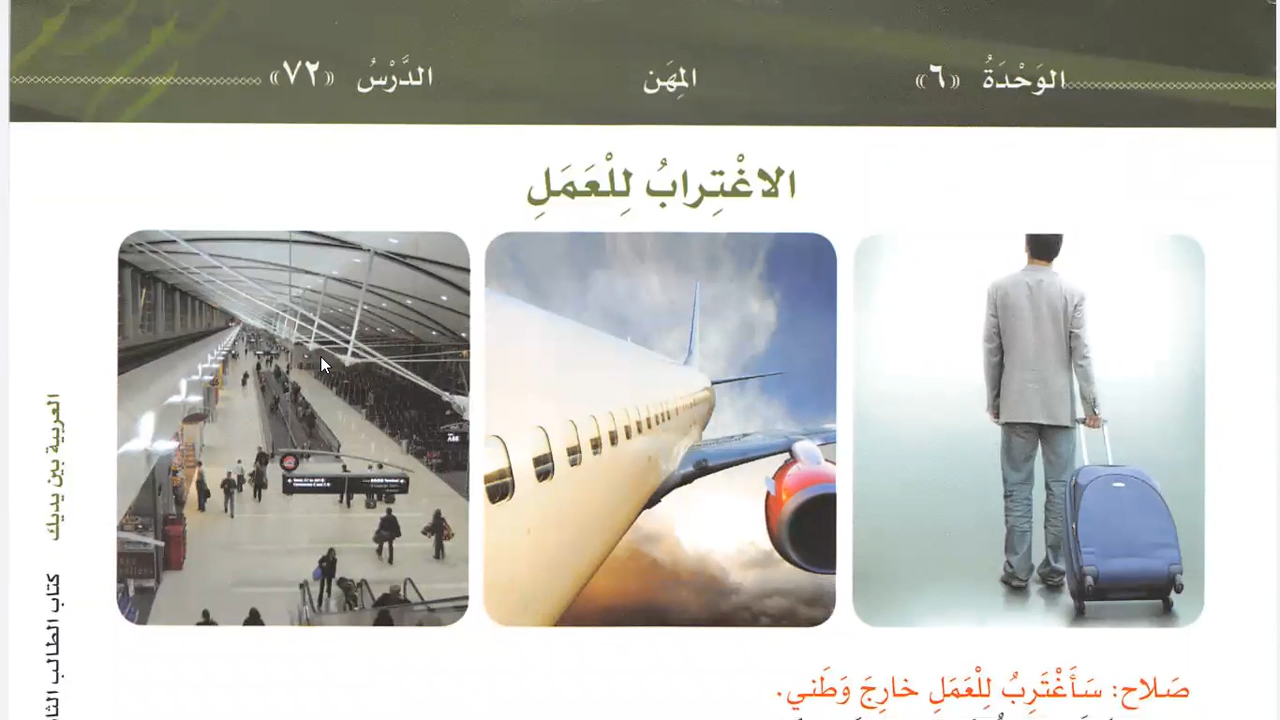 الوَحْدَةُ «٦» المِهَن الدَّرْسُ «٧٢»
الاغْتِرابُ لِلْعَمَلِ
صَلاح: سَأَغْتَرِبُ لِلْعَمَلِ خارِجَ وَطَني.
العربية بين يديك
كتاب الطالب